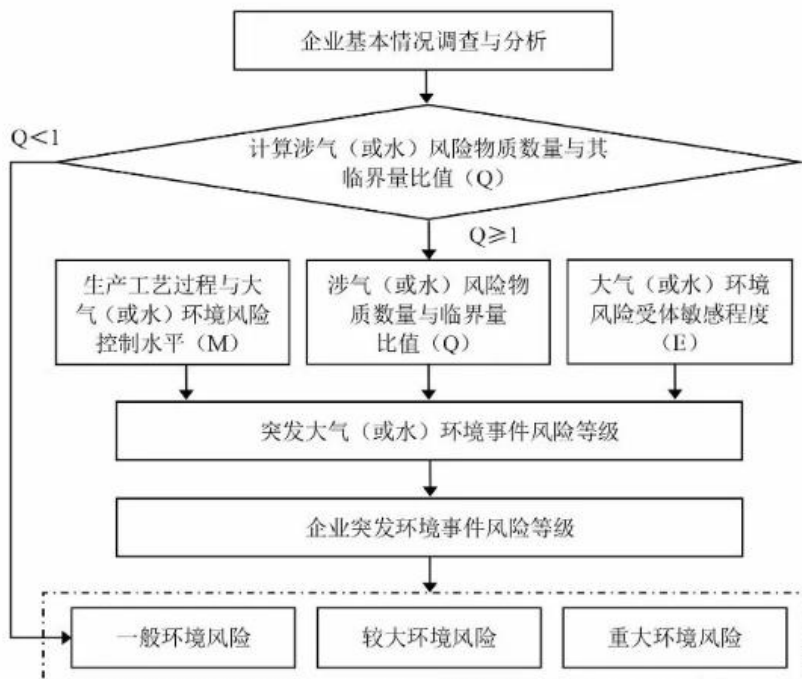 企业基本情况调查与分析
Q＜1
计算涉气（或水）风险物质数量与其
临界量比值（Q）
Q≥1
生产工艺过程与大
气（或水）环境风险
控制水平（M）
涉气（或水）风险物
质数量与临界量
比值（Q）
大气（或水）环境
风险受体敏感程度
（E）
突发大气（或水）环境事件风险等级
企业突发环境事件风险等级
一般环境风险
较大环境风险
重大环境风险